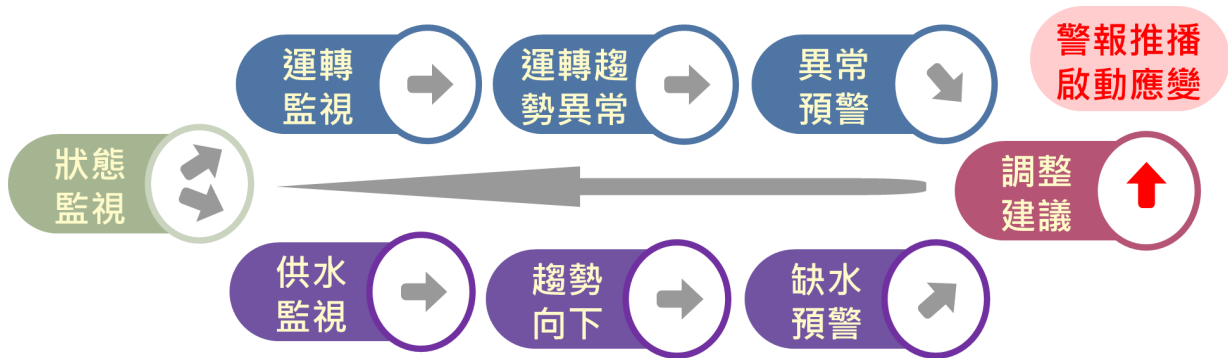 運轉
監視
運轉趨
勢異常
異常
預警
警報推播
啟動應變
狀態
監視
調整
建議
供水
監視
趨勢
向下
缺水
預警